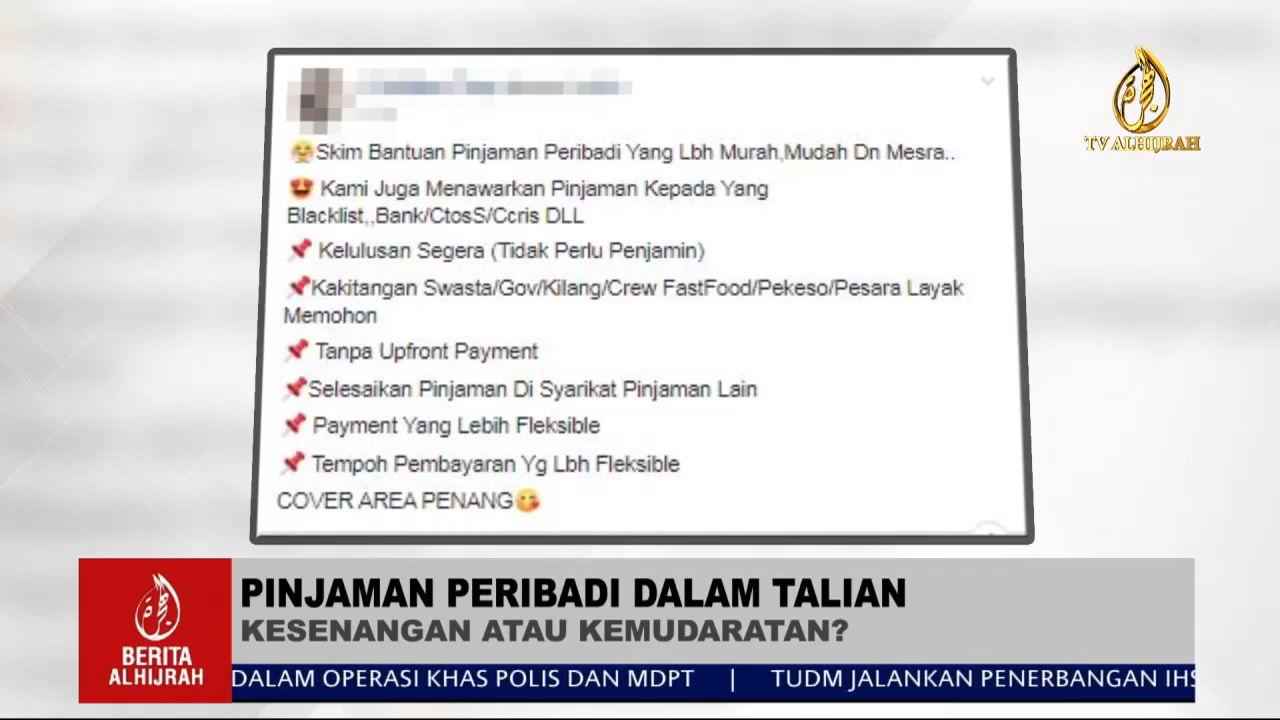 Skim Bantuan Pinjaman Peribadi Yang Lbh Murah,Mudah Dn Mesra..
Kami Juga Menawarkan Pinjaman Kepada Yang
Blacklist,,Bank/CtosS/Ccris DLL
Kelulusan Segera (Tidak Perlu Penjamin)
Kakitangan Swasta/Gov/Kilang/Crew FastFood/Pekeso/Pesara Layak
Memohon
Tanpa Upfront Payment
Selesaikan Pinjaman Di Syarikat Pinjaman Lain
Payment Yang Lebih Fleksible
Tempoh Pembayaran Yg Lbh Fleksible
COVER AREA PENANG
TV ALHIJRAH
PINJAMAN PERIBADI DALAM TALIAN
KESENANGAN ATAU KEMUDARATAN?
BERITA
ALHIJRAH
DALAM OPERASI KHAS POLIS DAN MDPT | TUDM JALANKAN PENERBANGAN IHS